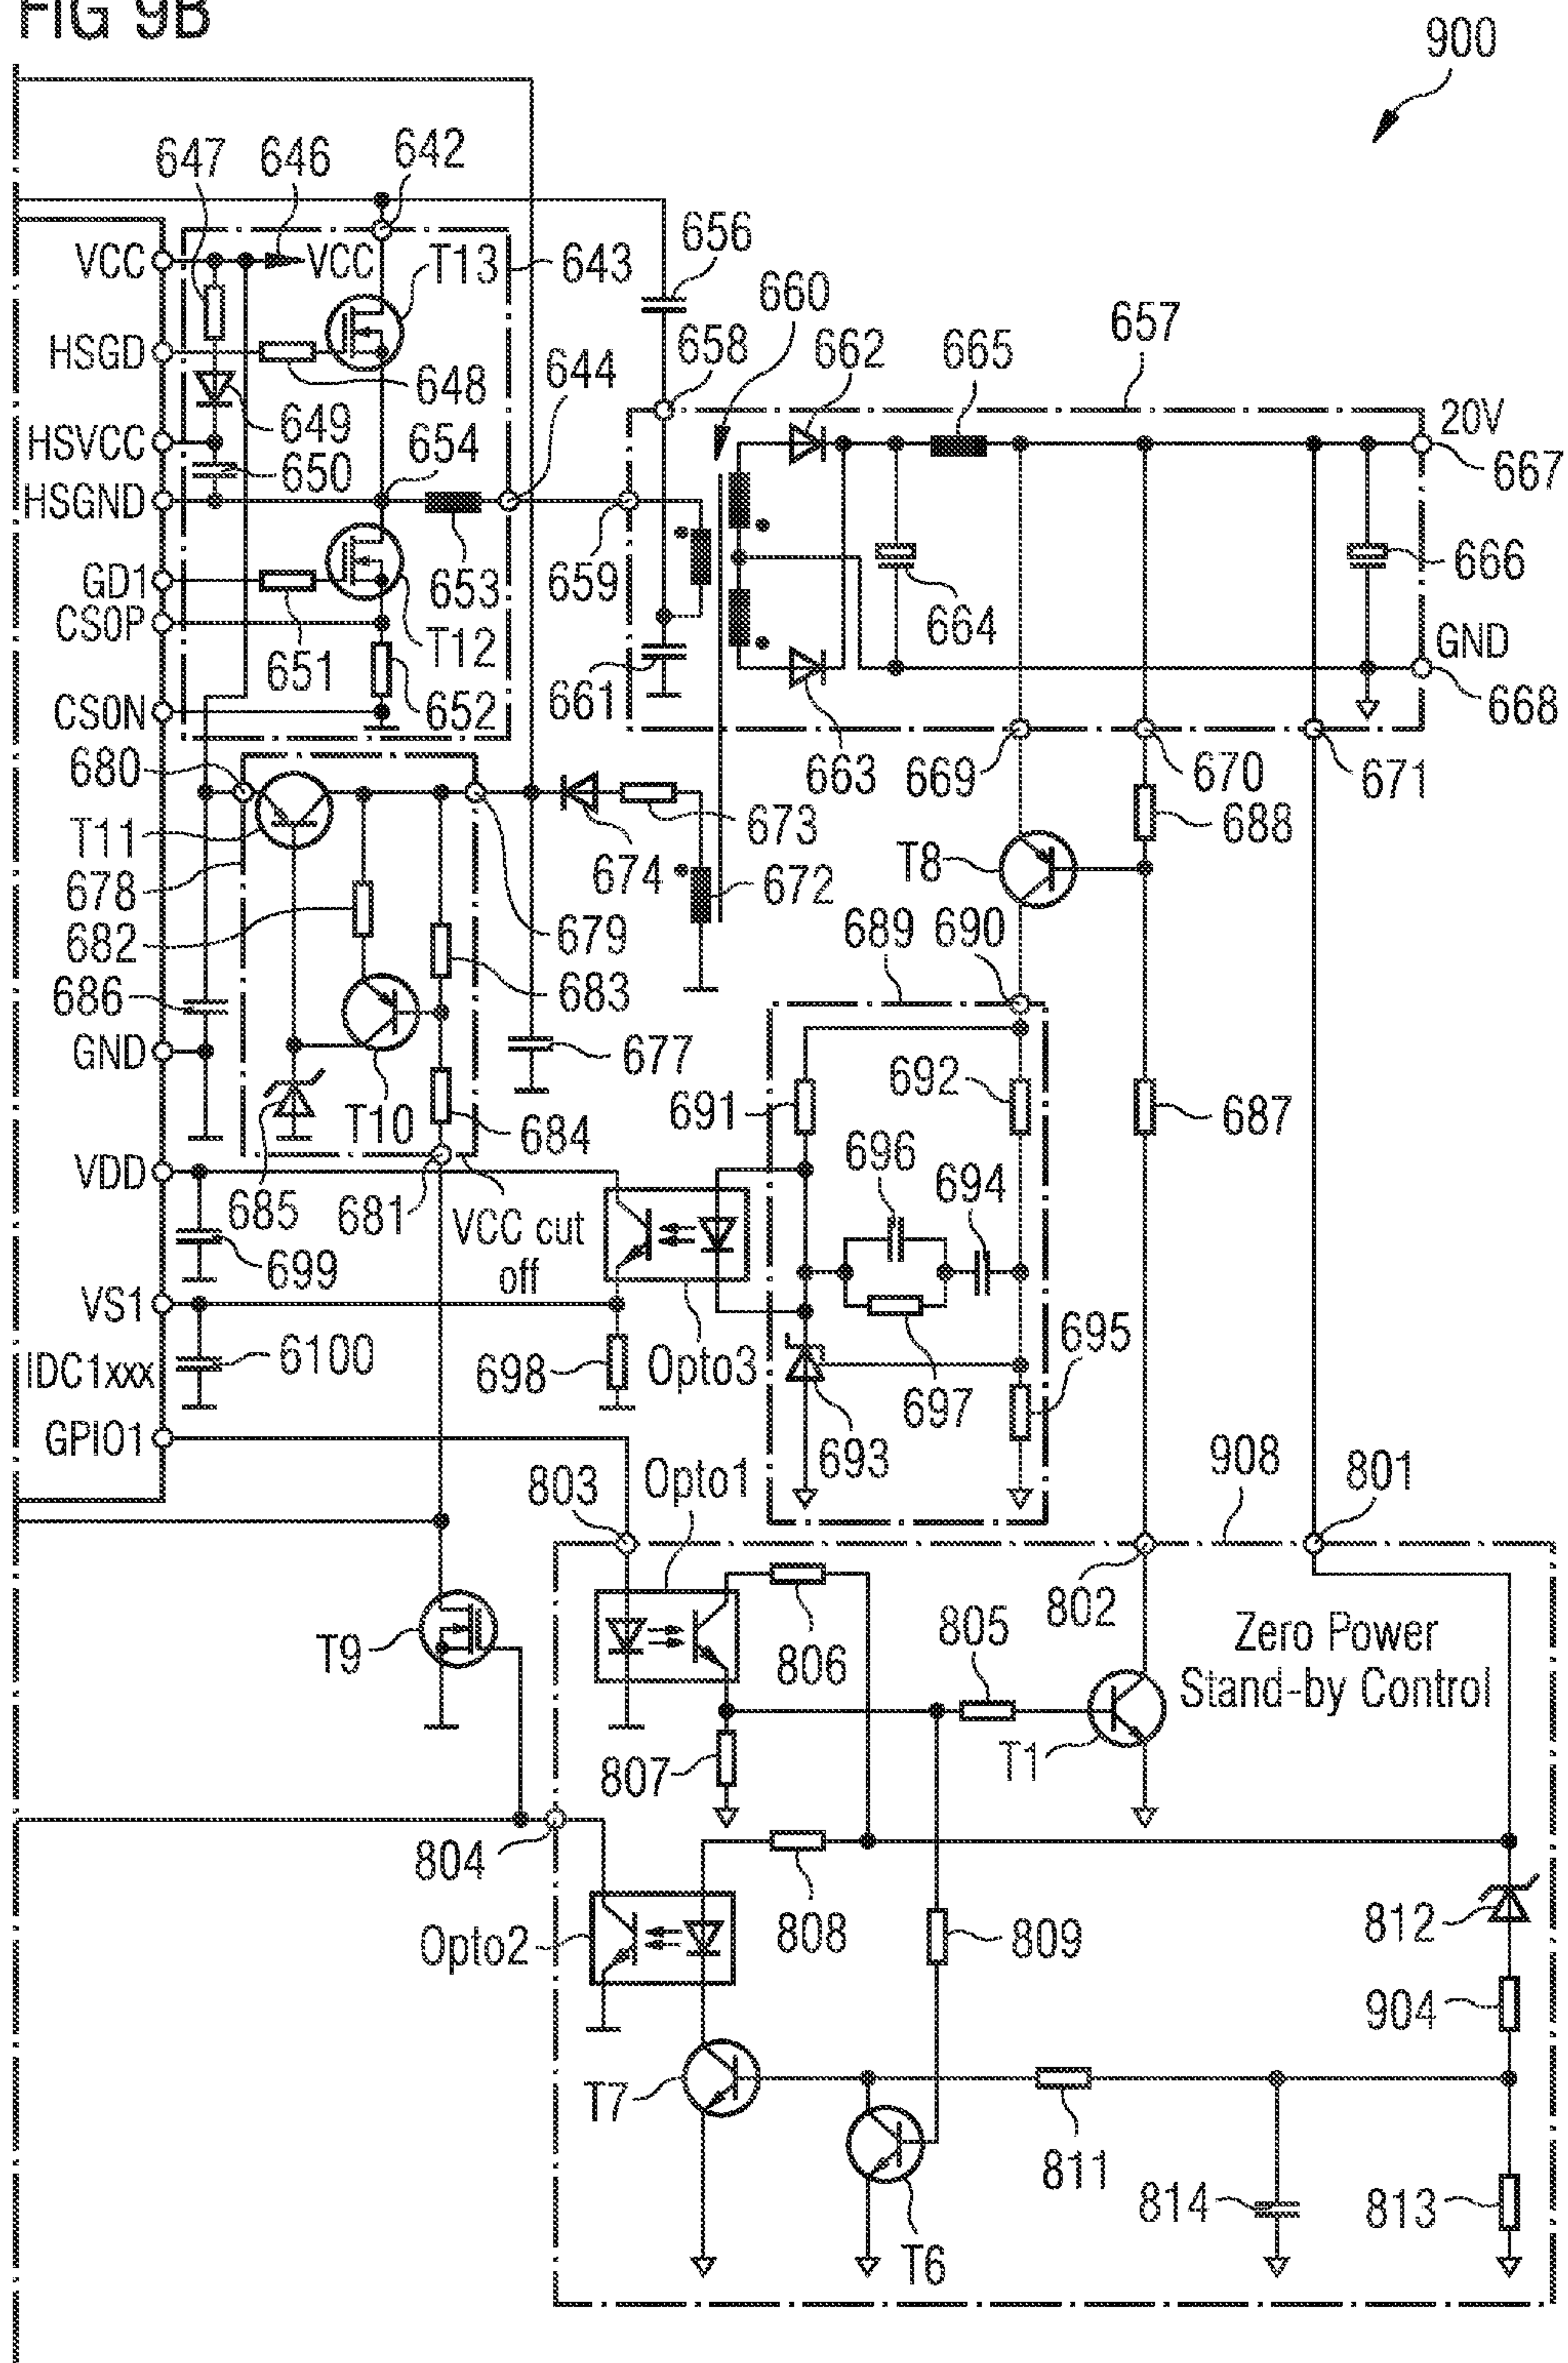 FIG 9B
900
647 646 642
656
VCC VCC T13 643
660
657
658 662 665
HSGD
648 644
20V
649
HSVCC
650 654
667
HSGND
666
GD1
653 659
CS0P
664
GND
651 T12
661
CS0N
652
668
680
663 669 670 671
T11
673
688
678
674 672
T8
682
679
689 690
686
683
GND
677
692
691
687
T10
684
696
VDD
694
685 681 VCC cut
off
699
VS1
695
6100
IDC1xxx
698 Opto3
697
GPIO1
693
908
803 Opto1
801
802
806
805
Zero Power
Stand-by Control
T9
807
T1
804
812
Opto2
808
809
904
T7
811
814
813
T6